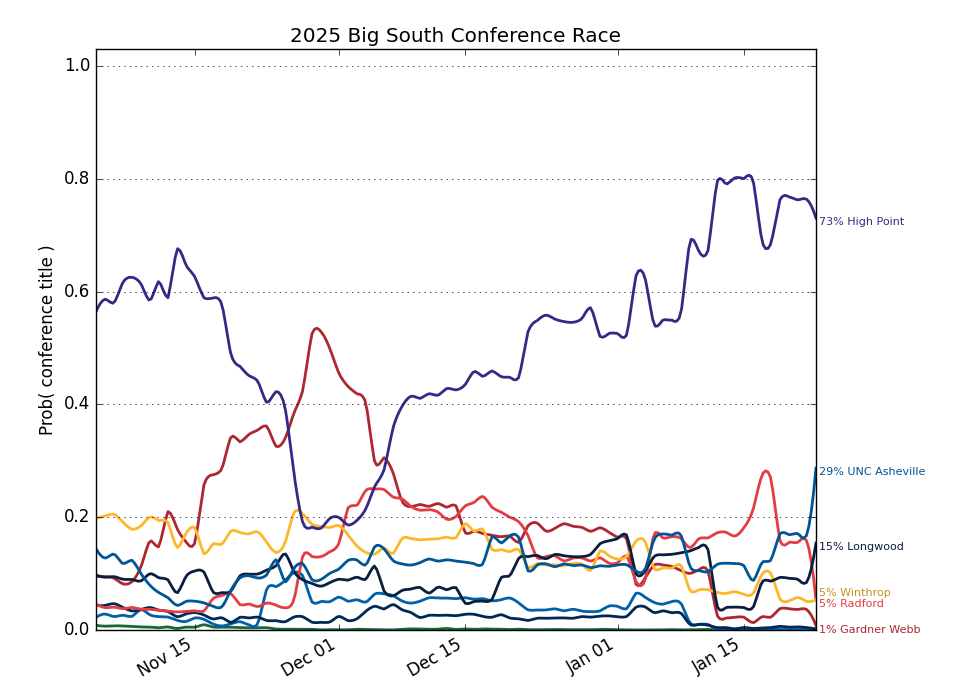 2025 Big South Conference Race
Prob( conference title )
1.0
0.8
0.6
0.4
0.2
0.0
Nov 15
Dec 01
Dec 15
Jan 01
Jan 15
73% High Point
29% UNC Asheville
15% Longwood
5% Winthrop
5% Radford
1% Gardner Webb